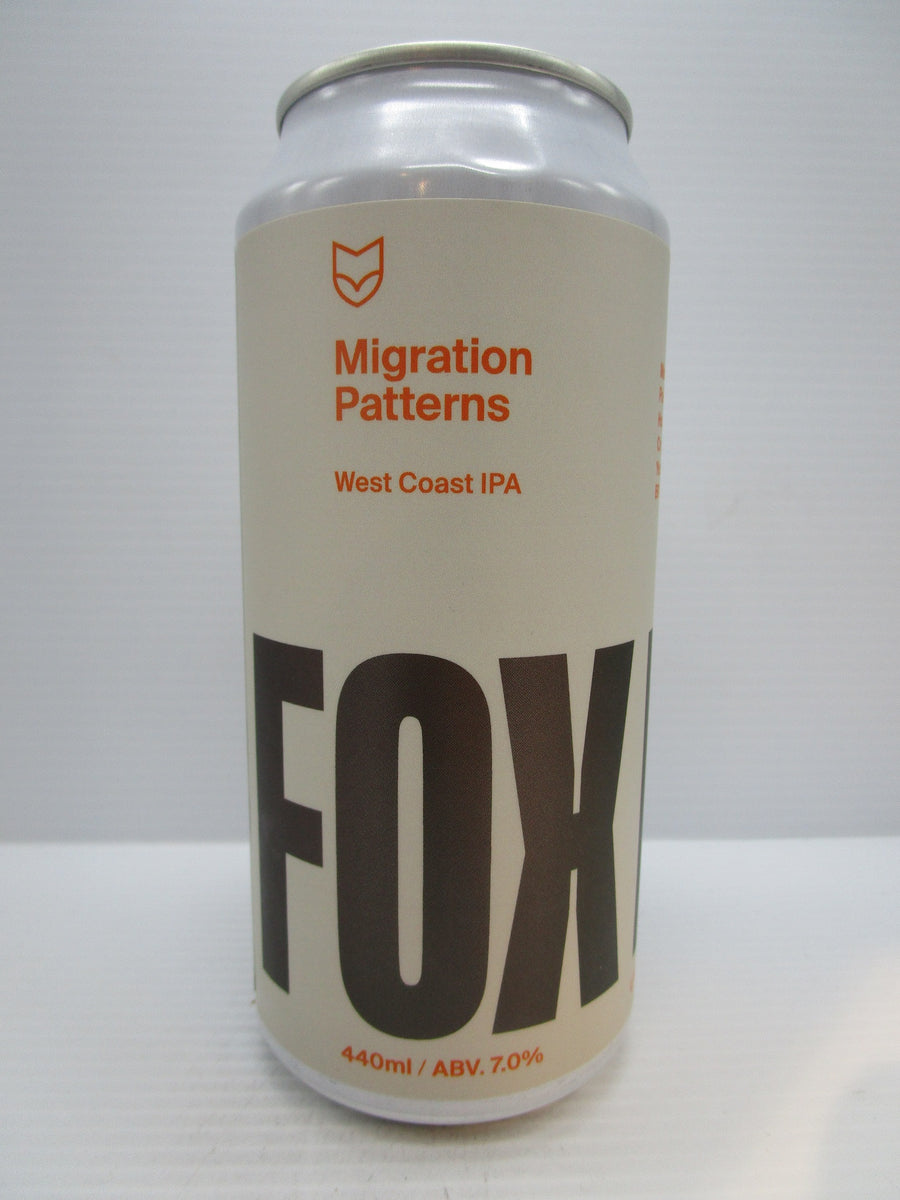 Migration
Patterns
West Coast IPA
FOX
440ml / ABV. 7.0%